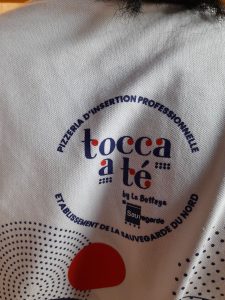 PIZZERIA D'INSERTION PROFESSIONNELLE
tocca
a té
by La Bottega
Sauvegarde
ETABLISSEMENT DE LA SAUVEGARDE DU NORD